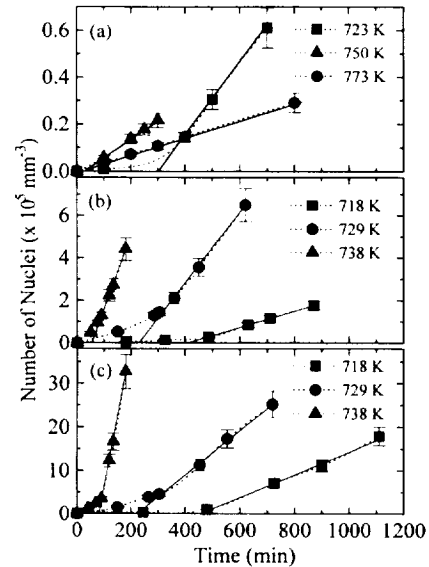 (a)
723 K
750 K
773 K
0.6
0.4
0.2
0.0
(b)
718 K
729 K
738 K
6
4
2
0
(c)
718 K
729 K
738 K
30
20
10
0
Number of Nuclei (x 10⁵ mm⁻³)
0 200 400 600 800 1000 1200
Time (min)